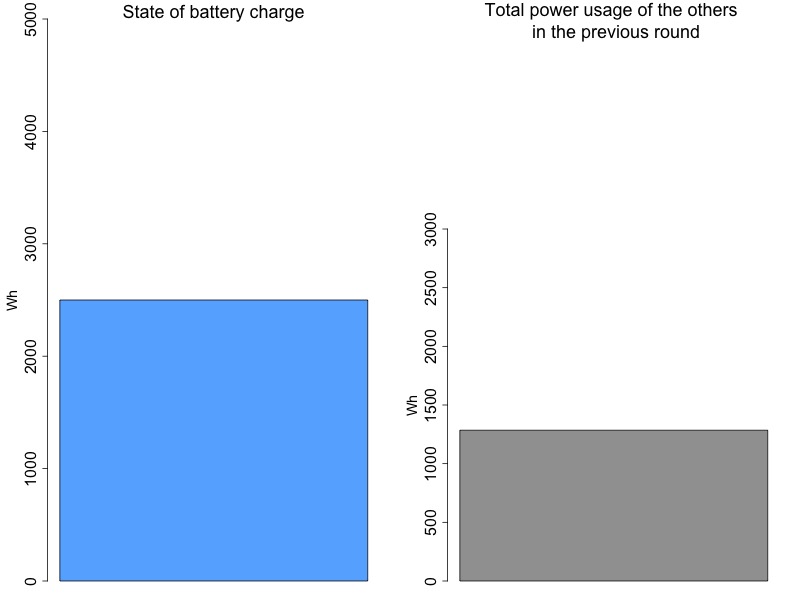 State of battery charge
5000
4000
3000
2000
1000
0
Wh
Total power usage of the others
in the previous round
3000
2500
2000
1500
1000
500
0
Wh